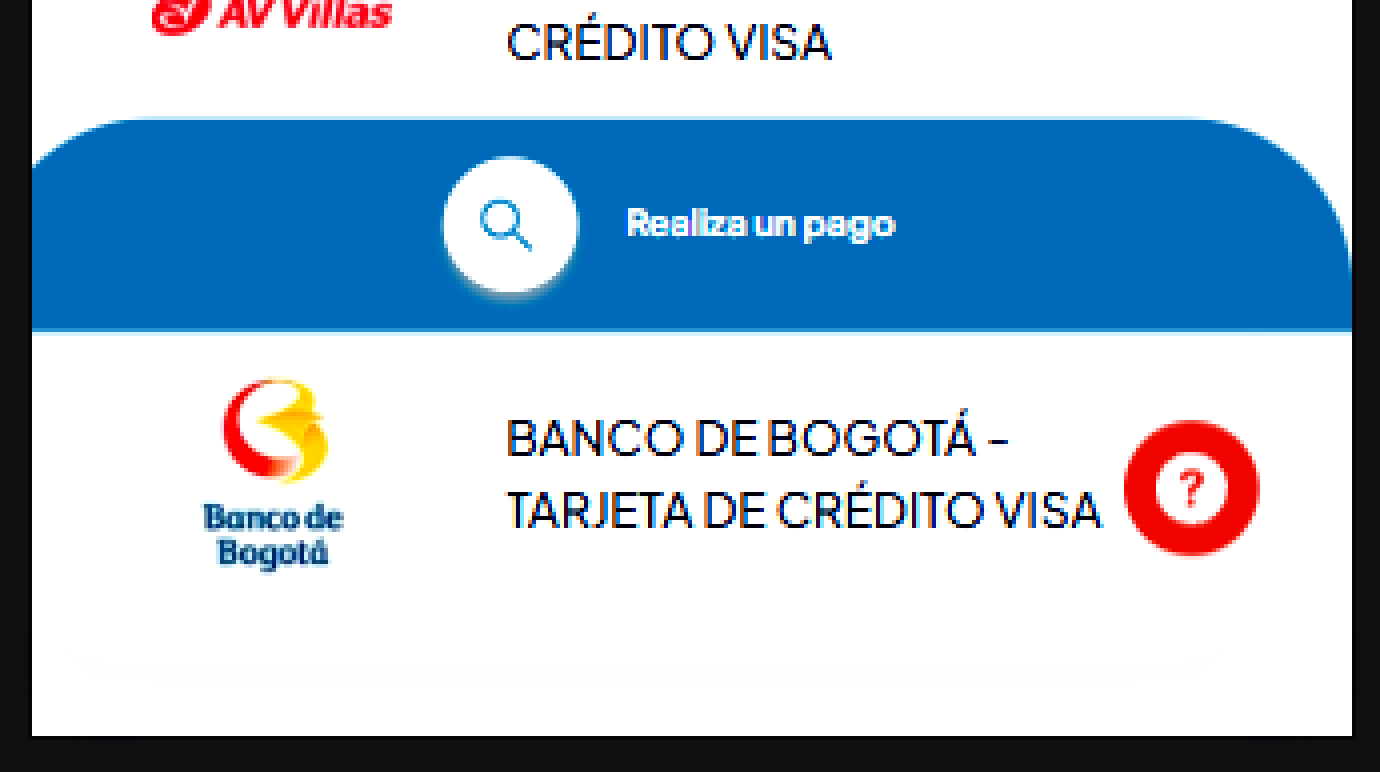 AV Villas
CRÉDITO VISA
Realiza un pago
Banco de
Bogotá
BANCO DE BOGOTÁ -
TARJETA DE CRÉDITO VISA
?